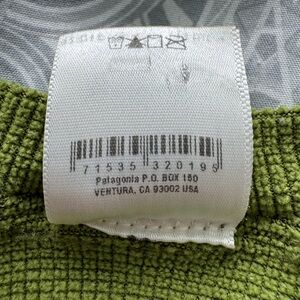 71535 320195
Patagonia P.O. BOX 150
VENTURA, CA 93002 USA